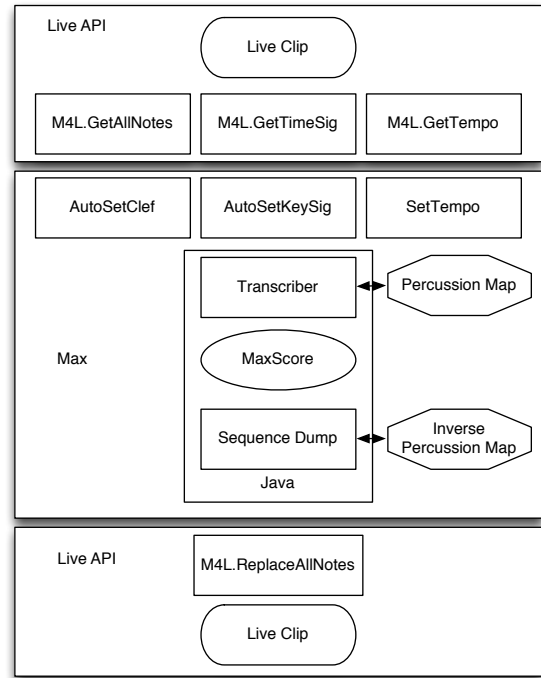 Live API
Live Clip
M4L.GetAllNotes
M4L.GetTimeSig
M4L.GetTempo
AutoSetClef
AutoSetKeySig
SetTempo
Transcriber
Percussion Map
Max
MaxScore
Sequence Dump
Inverse
Percussion Map
Java
Live API
M4L.ReplaceAllNotes
Live Clip